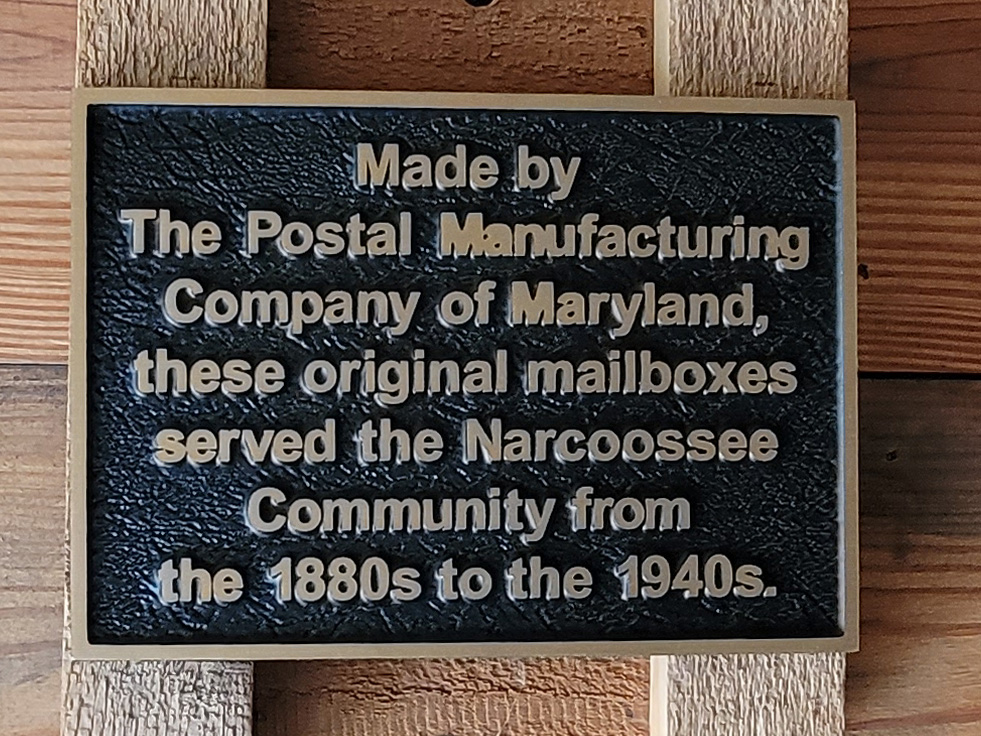 Made by
The Postal Manufacturing
Company of Maryland,
these original mailboxes
served the Narcoossee
Community from
the 1880s to the 1940s.